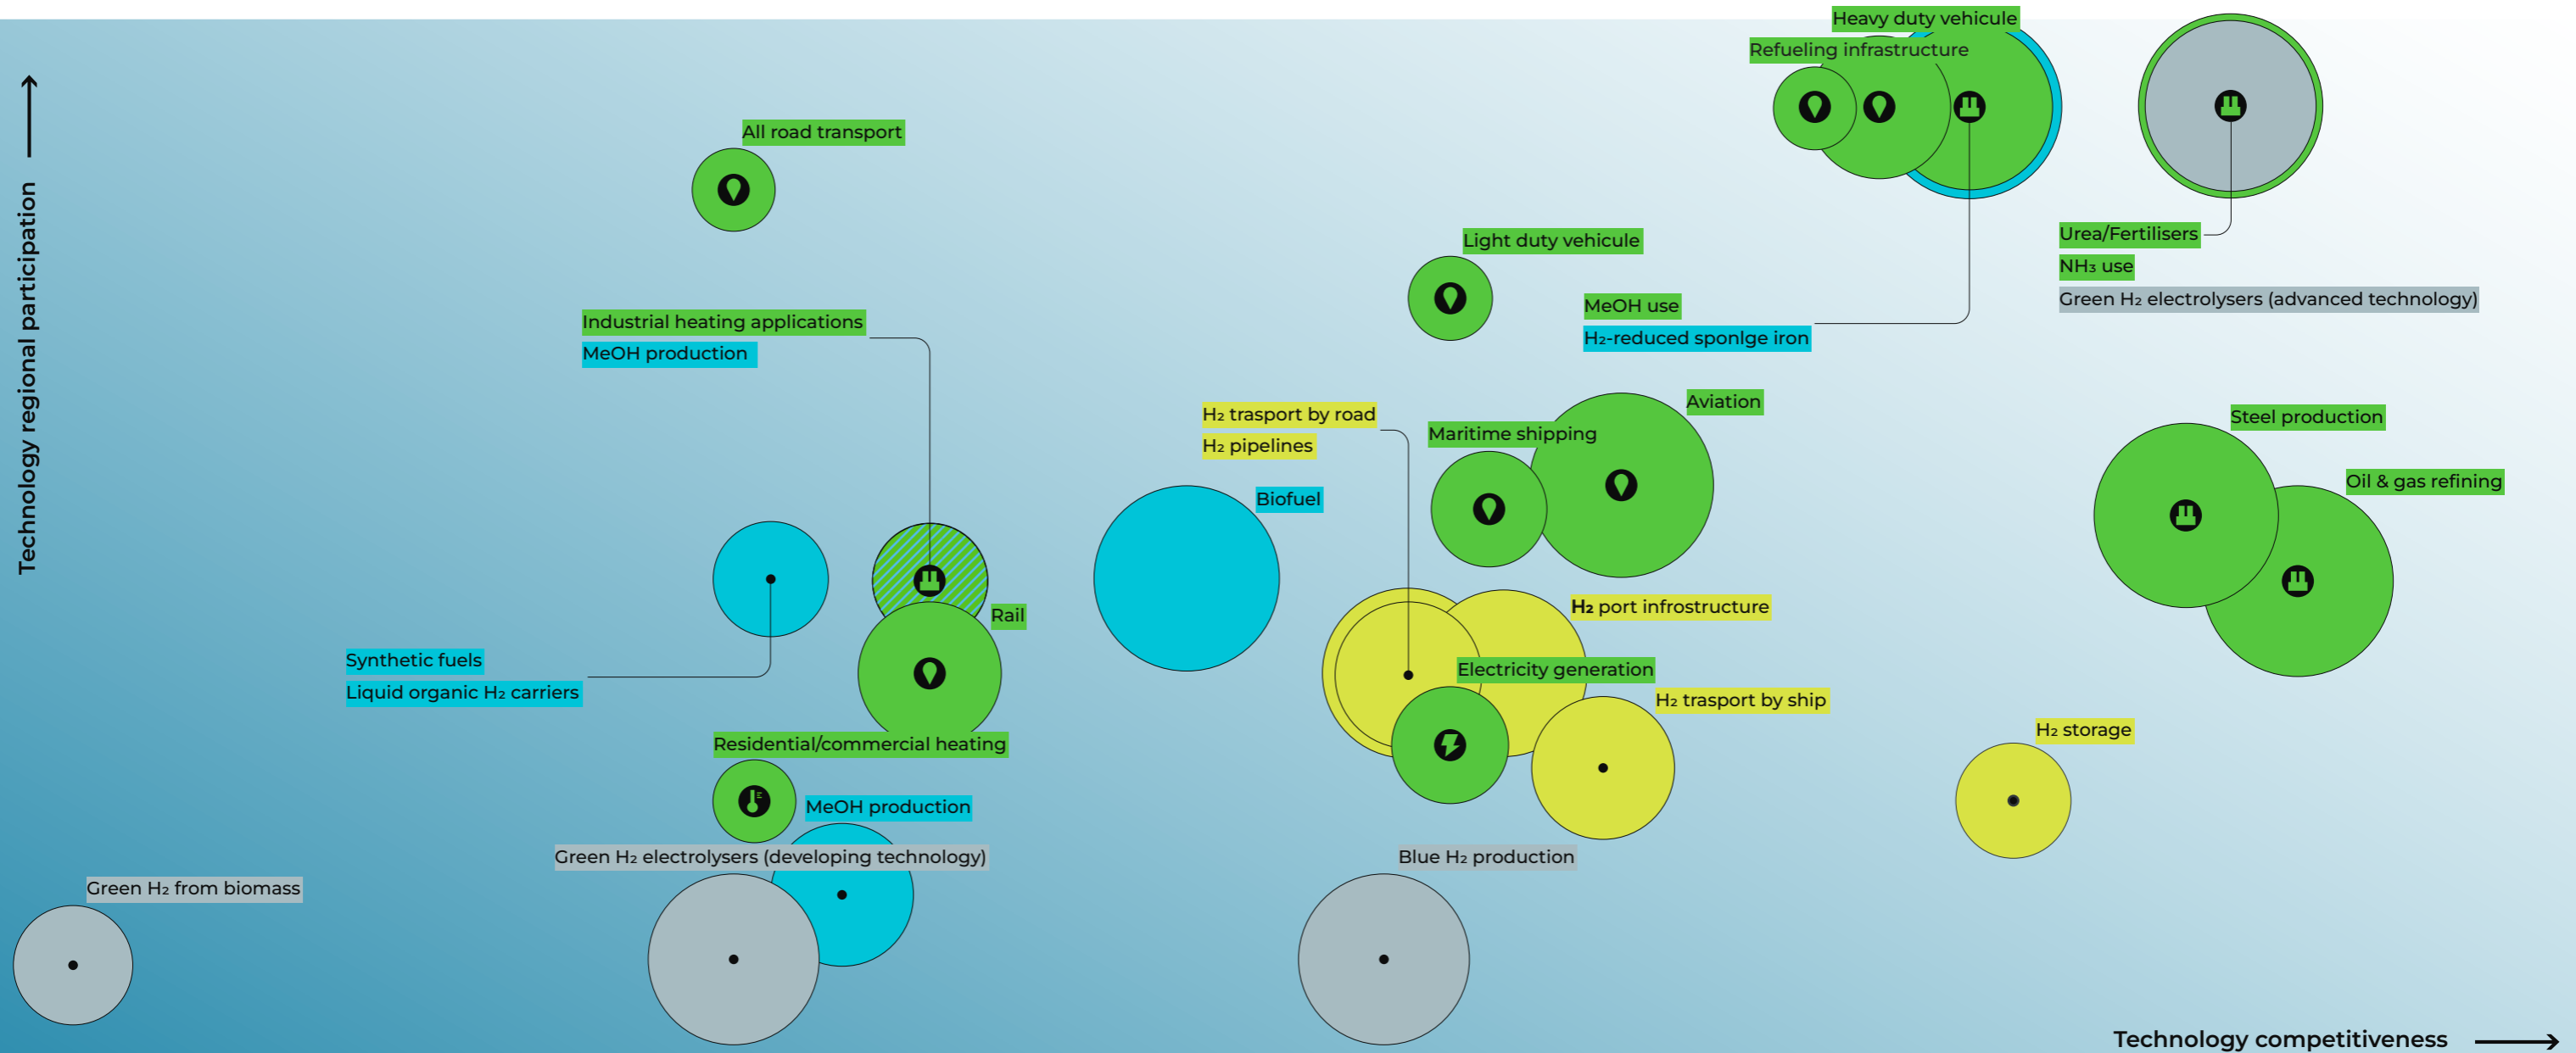 Heavy duty vehicule
Refueling infrastructure
All road transport
Technology regional participation
Urea/Fertilisers
NH₃ use
Green H₂ electrolysers (advanced technology)
Light duty vehicule
MeOH use
H₂-reduced sponlge iron
Industrial heating applications
MeOH production
Aviation
H₂ trasport by road
H₂ pipelines
Maritime shipping
Steel production
Oil & gas refining
Biofuel
H₂ port infrostructure
Rail
Synthetic fuels
Liquid organic H₂ carriers
Electricity generation
H₂ trasport by ship
H₂ storage
Residential/commercial heating
MeOH production
Green H₂ electrolysers (developing technology)
Blue H₂ production
Green H₂ from biomass
Technology competitiveness